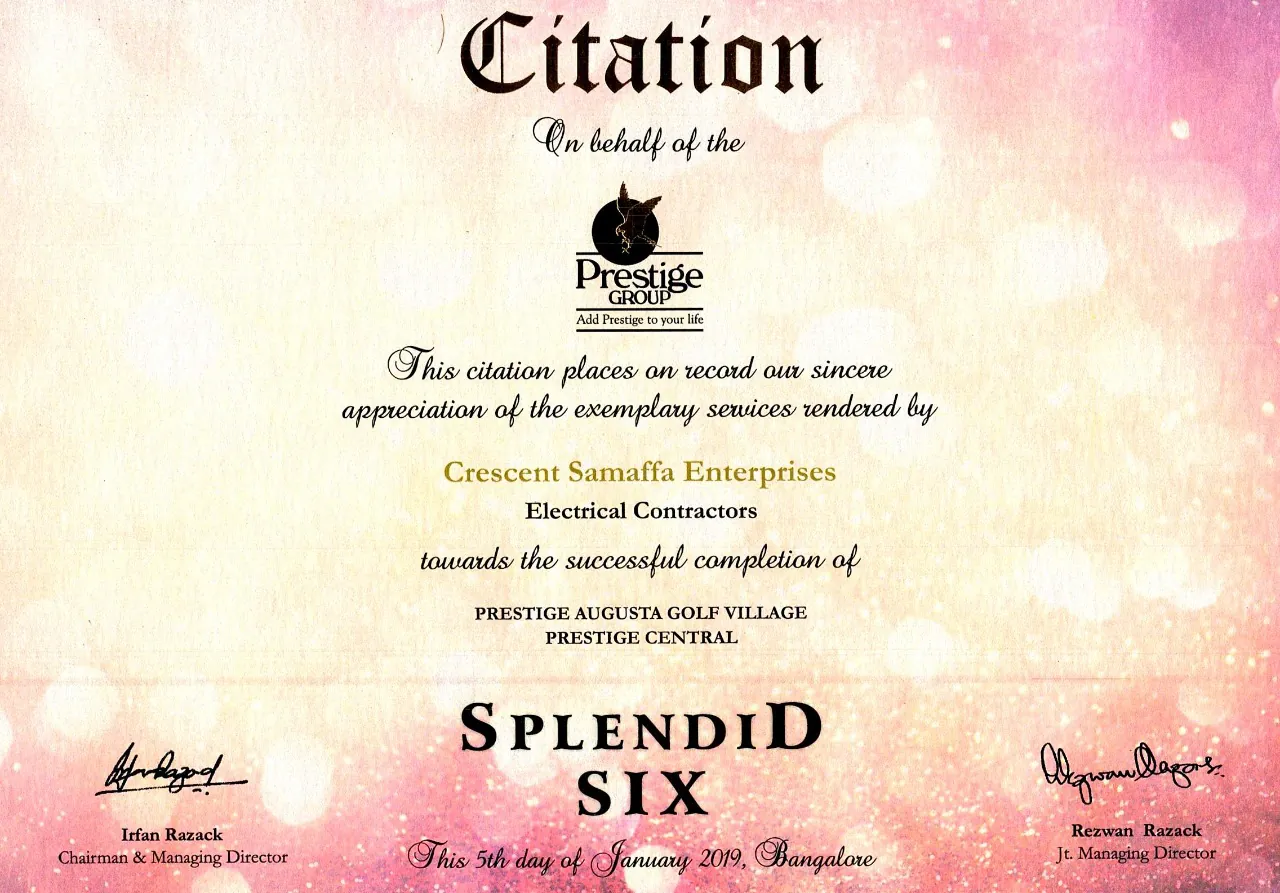 Citation
On behalf of the
Prestige
GROUP
Add Prestige to your life
This citation places on record our sincere
appreciation of the exemplary services rendered by
Crescent Samaffa Enterprises
Electrical Contractors
towards the successful completion of
PRESTIGE AUGUSTA GOLF VILLAGE
PRESTIGE CENTRAL
SPLENDID
SIX
Irfan Razack
Chairman & Managing Director
This 5th day of January 2019, Bangalore
Rezwan Razack
Jt. Managing Director